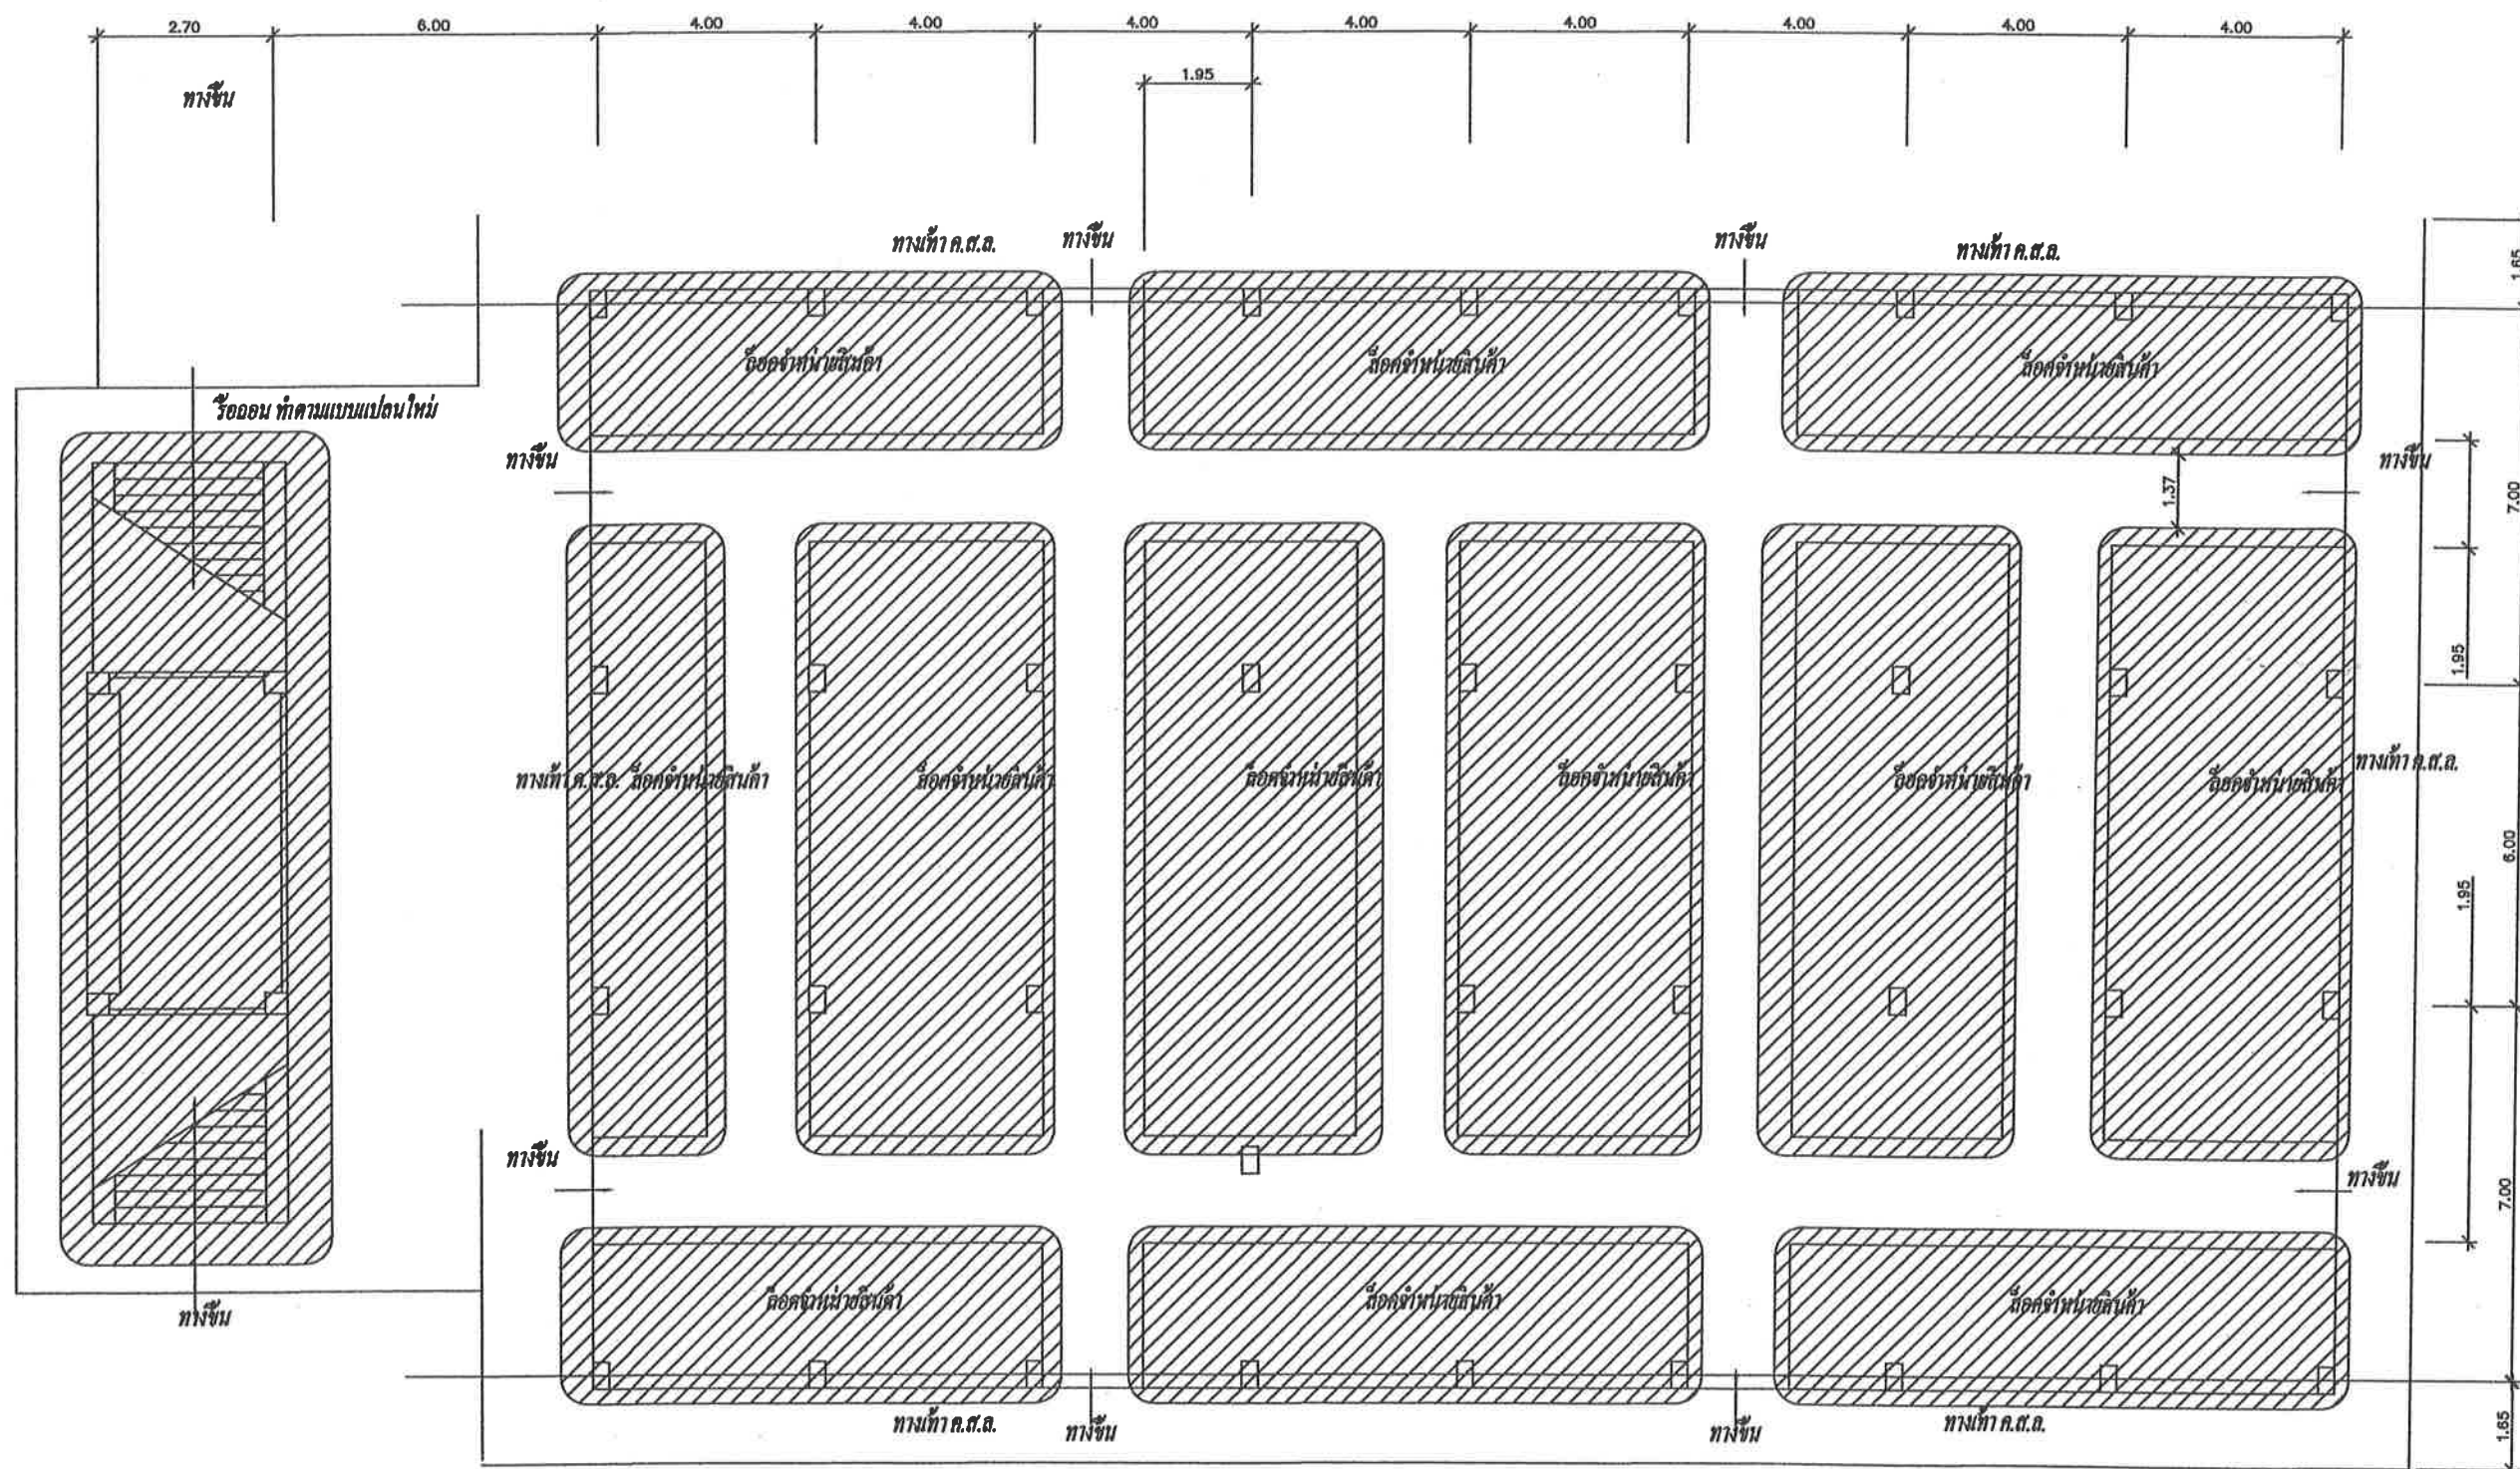 2.70
6.00
4.00
4.00
4.00
4.00
4.00
4.00
4.00
4.00
1.95
ทางขึ้น
ทางเท้า ค.ส.ล.
ทางขึ้น
ทางขึ้น
ทางเท้า ค.ส.ล.
1.65
ล็อคจำหน่ายสินค้า
ล็อคจำหน่ายสินค้า
ล็อคจำหน่ายสินค้า
รื้อถอน ทำตามแบบแปลนใหม่
ทางขึ้น
ทางขึ้น
1.37
7.00
1.95
ทางเท้า ค.ส.ล.
ล็อคจำหน่ายสินค้า
ล็อคจำหน่ายสินค้า
ล็อคจำหน่ายสินค้า
ล็อคจำหน่ายสินค้า
ล็อคจำหน่ายสินค้า
ล็อคจำหน่ายสินค้า
ทางเท้า ค.ส.ล.
6.00
1.95
ทางขึ้น
ทางขึ้น
7.00
ล็อคจำหน่ายสินค้า
ล็อคจำหน่ายสินค้า
ล็อคจำหน่ายสินค้า
ทางขึ้น
ทางเท้า ค.ส.ล.
ทางขึ้น
ทางขึ้น
ทางเท้า ค.ส.ล.
1.65